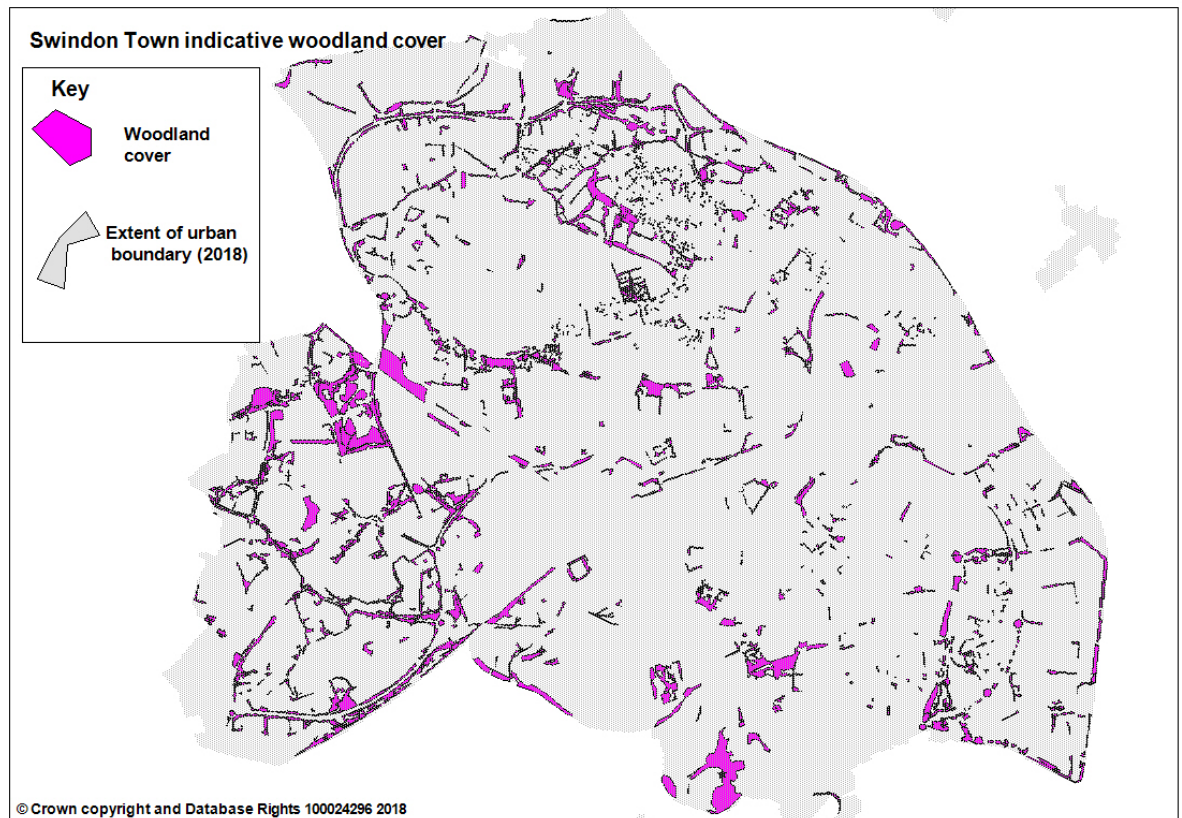 Swindon Town indicative woodland cover
Key
Woodland
cover
Extent of urban
boundary (2018)
© Crown copyright and Database Rights 100024296 2018